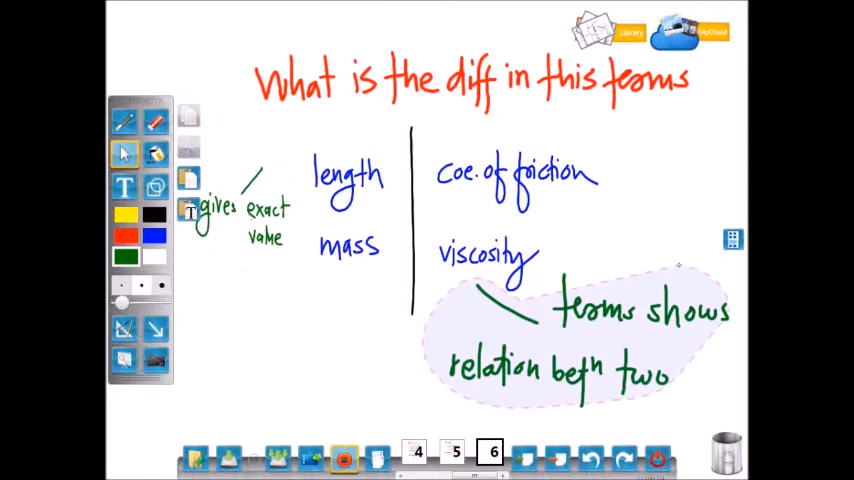 Library
MyCloud
What is the diff in this terms
length
coe. of friction
gives exact
value
mass
viscosity
terms shows
relation betn two
T
T
4
5
6